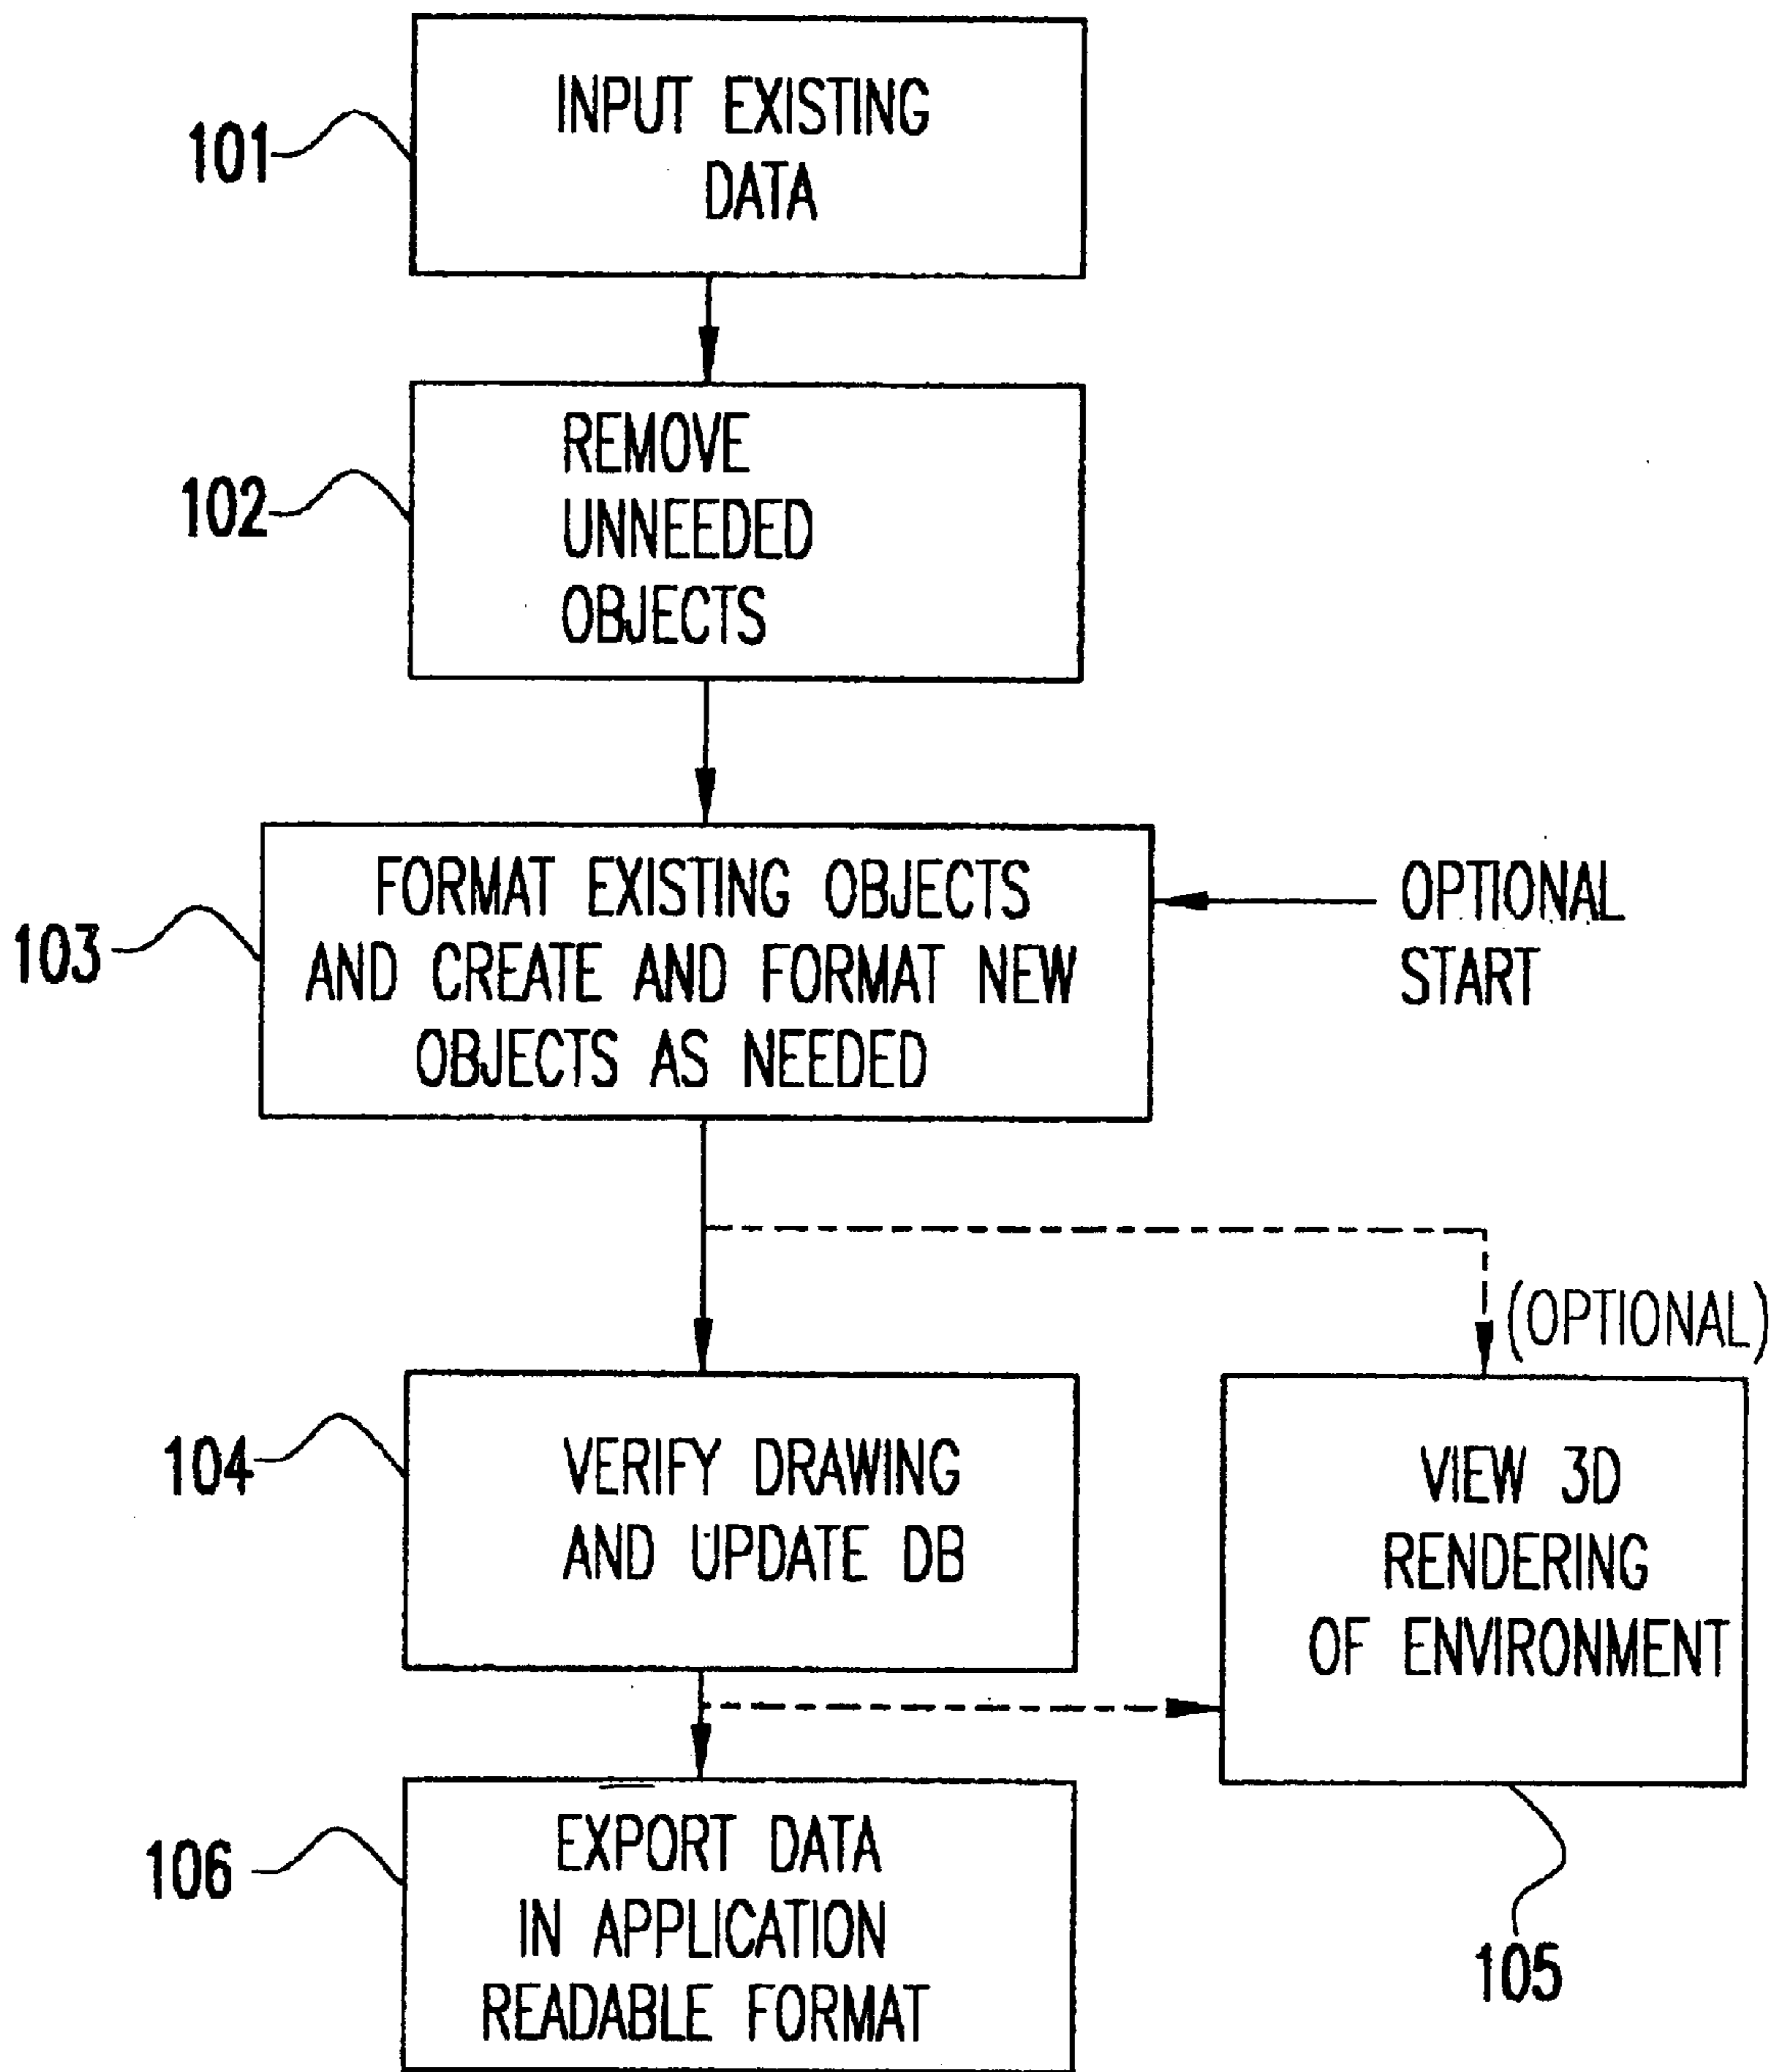 INPUT EXISTING
DATA
101
REMOVE
UNNEEDED
OBJECTS
102
FORMAT EXISTING OBJECTS
AND CREATE AND FORMAT NEW
OBJECTS AS NEEDED
103
OPTIONAL
START
(OPTIONAL)
VERIFY DRAWING
AND UPDATE DB
104
VIEW 3D
RENDERING
OF ENVIRONMENT
105
EXPORT DATA
IN APPLICATION
READABLE FORMAT
106